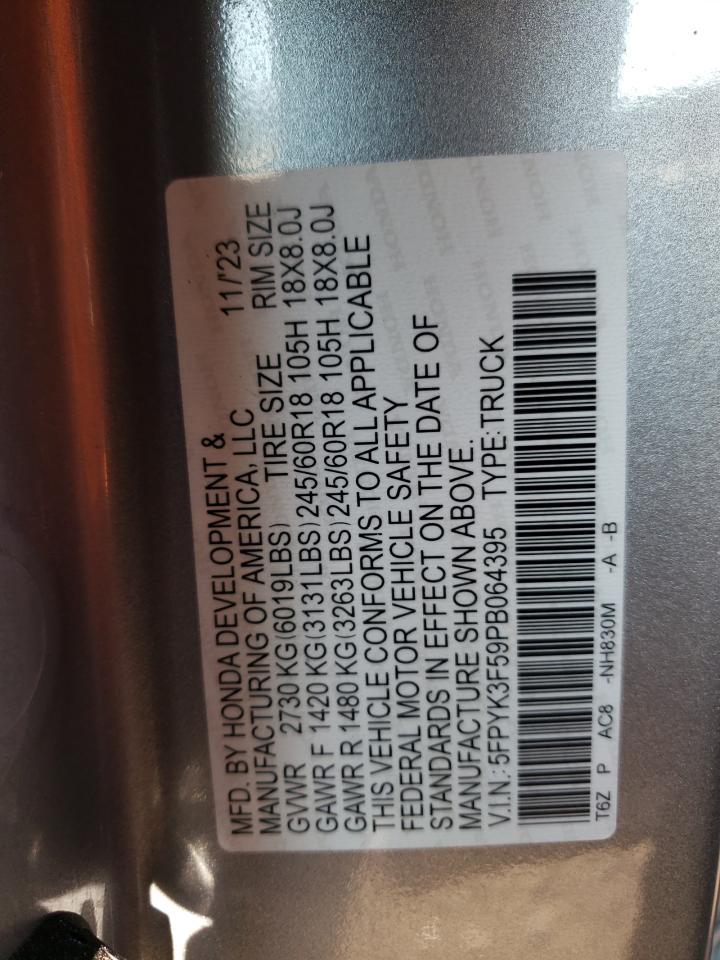 MFD. BY HONDA DEVELOPMENT &
MANUFACTURING OF AMERICA, LLC 11/'23
GVWR 2730 KG(6019LBS) TIRE SIZE RIM SIZE
GAWR F 1420 KG(3131LBS)245/60R18 105H 18X8.0J
GAWR R 1480 KG(3263LBS)245/60R18 105H 18X8.0J
THIS VEHICLE CONFORMS TO ALL APPLICABLE
FEDERAL MOTOR VEHICLE SAFETY
STANDARDS IN EFFECT ON THE DATE OF
MANUFACTURE SHOWN ABOVE.
V.I.N.:5FPYK3F59PB064395 TYPE:TRUCK
T6Z P AC8 -NH830M -A -B